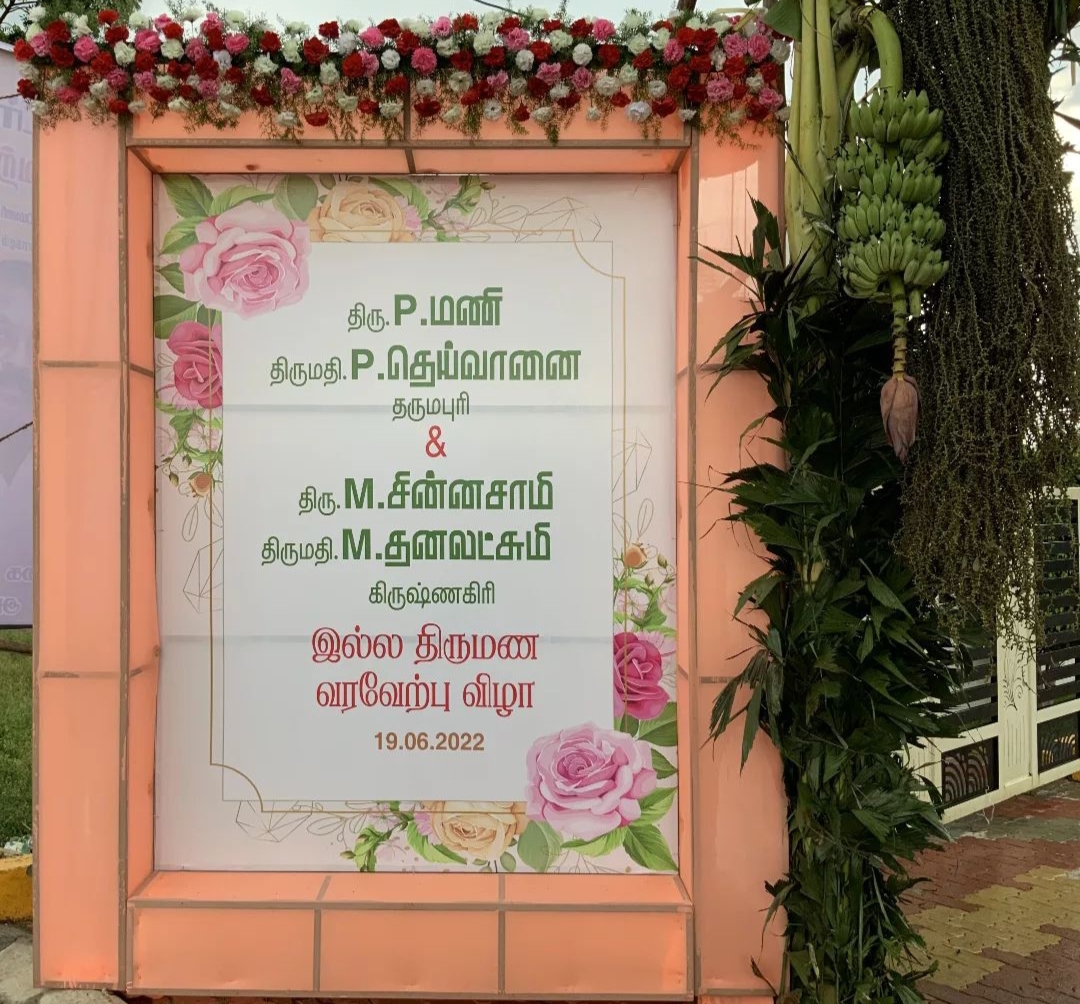 திரு. P.மணி
திருமதி. P.தெய்வானை
தருமபுரி
&
திரு. M.சின்னசாமி
திருமதி. M.தனலட்சுமி
கிருஷ்ணகிரி
இல்ல திருமண
வரவேற்பு விழா
19.06.2022